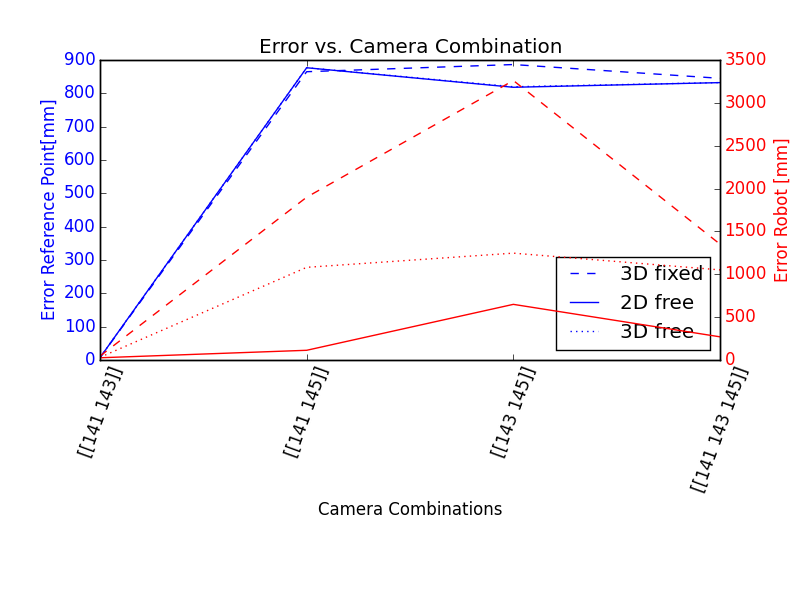 Error vs. Camera Combination
900
800
700
600
500
400
300
200
100
0
Error Reference Point[mm]
3500
3000
2500
2000
1500
1000
500
0
Error Robot [mm]
3D fixed
2D free
3D free
[[141 143]]
[[141 145]]
[[143 145]]
[[141 143 145]]
Camera Combinations